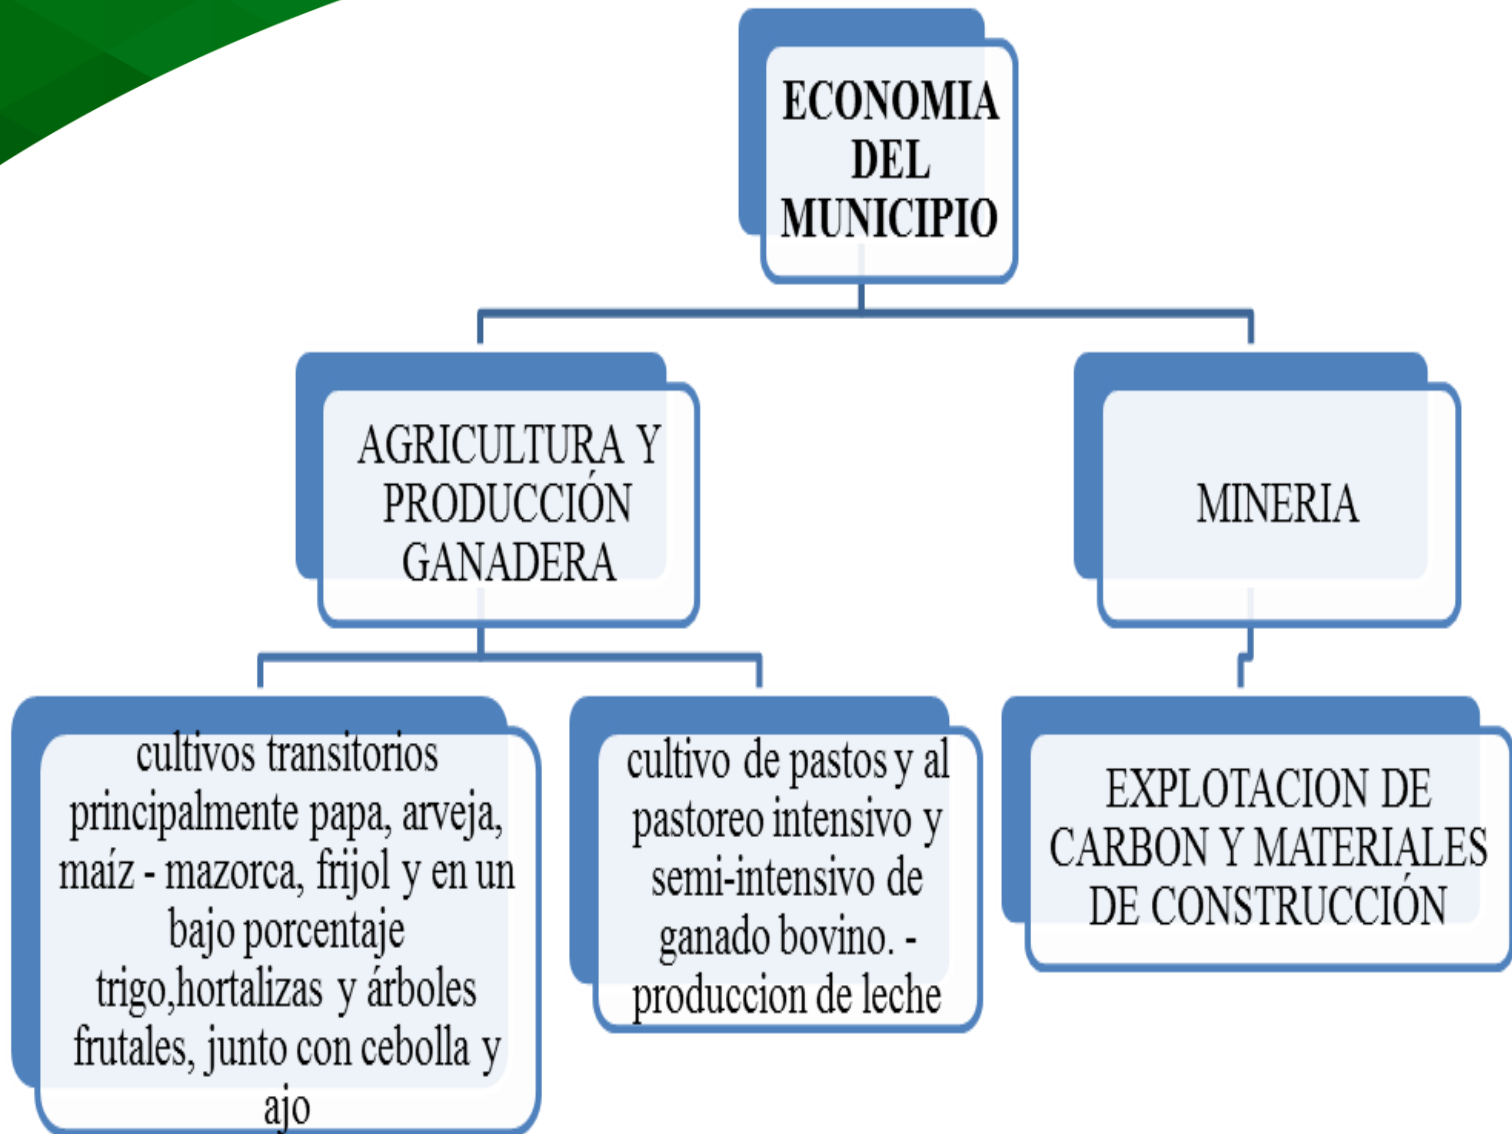 ECONOMIA
DEL
MUNICIPIO
AGRICULTURA Y
PRODUCCIÓN
GANADERA
MINERIA
cultivos transitorios
principalmente papa, arveja,
maíz - mazorca, frijol y en un
bajo porcentaje
trigo,hortalizas y árboles
frutales, junto con cebolla y
ajo
cultivo de pastos y al
pastoreo intensivo y
semi-intensivo de
ganado bovino. -
produccion de leche
EXPLOTACION DE
CARBON Y MATERIALES
DE CONSTRUCCIÓN